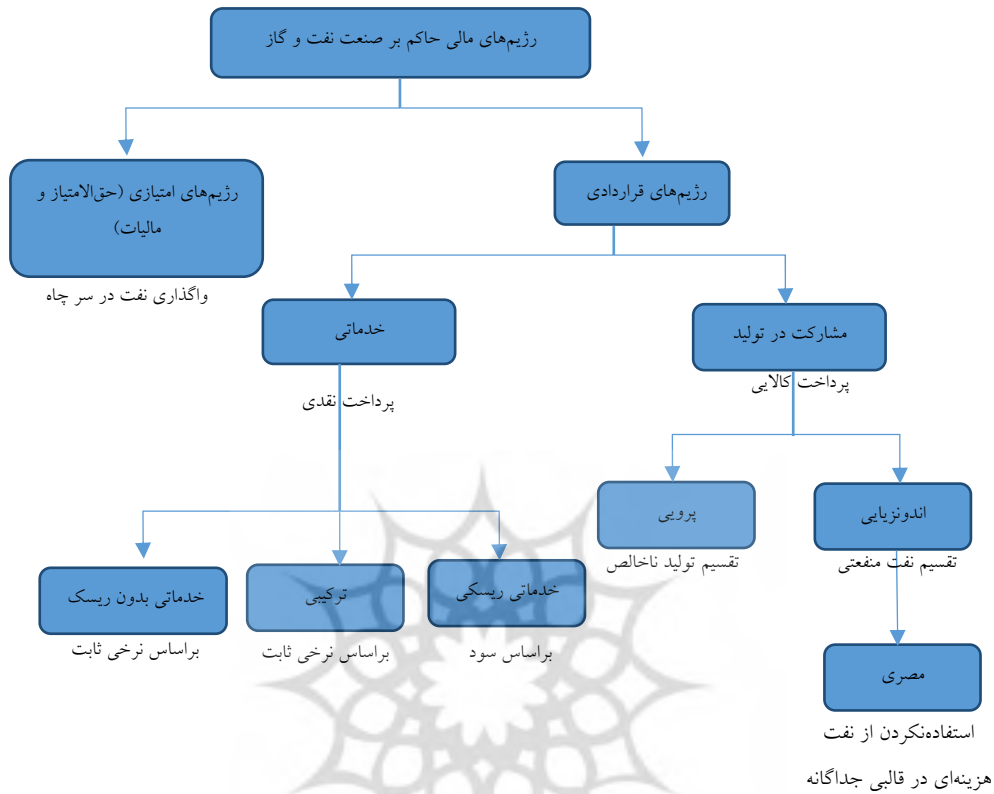 رژیم‌های مالی حاکم بر صنعت نفت و گاز
رژیم‌های قراردادی
رژیم‌های امتیازی (حق‌الامتیاز و
مالیات)
واگذاری نفت در سر چاه
مشارکت در تولید
پرداخت کالایی
خدماتی
پرداخت نقدی
اندونزیایی
تقسیم نفت منفعتی
پرویی
تقسیم تولید ناخالص
خدماتی ریسکی
براساس سود
ترکیبی
براساس نرخی ثابت
خدماتی بدون ریسک
براساس نرخی ثابت
مصری
استفاده‌نکردن از نفت
هزینه‌ای در قالبی جداگانه